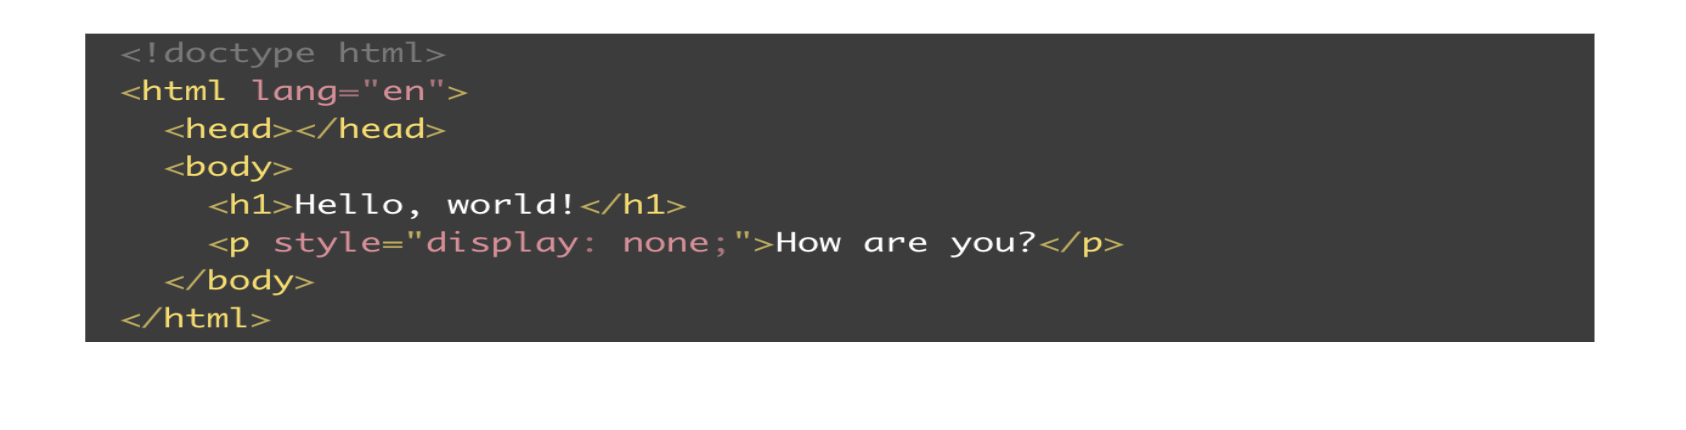 <!doctype html>
<html lang="en">
<head></head>
<body>
<h1>Hello, world!</h1>
<p style="display: none;">How are you?</p>
</body>
</html>